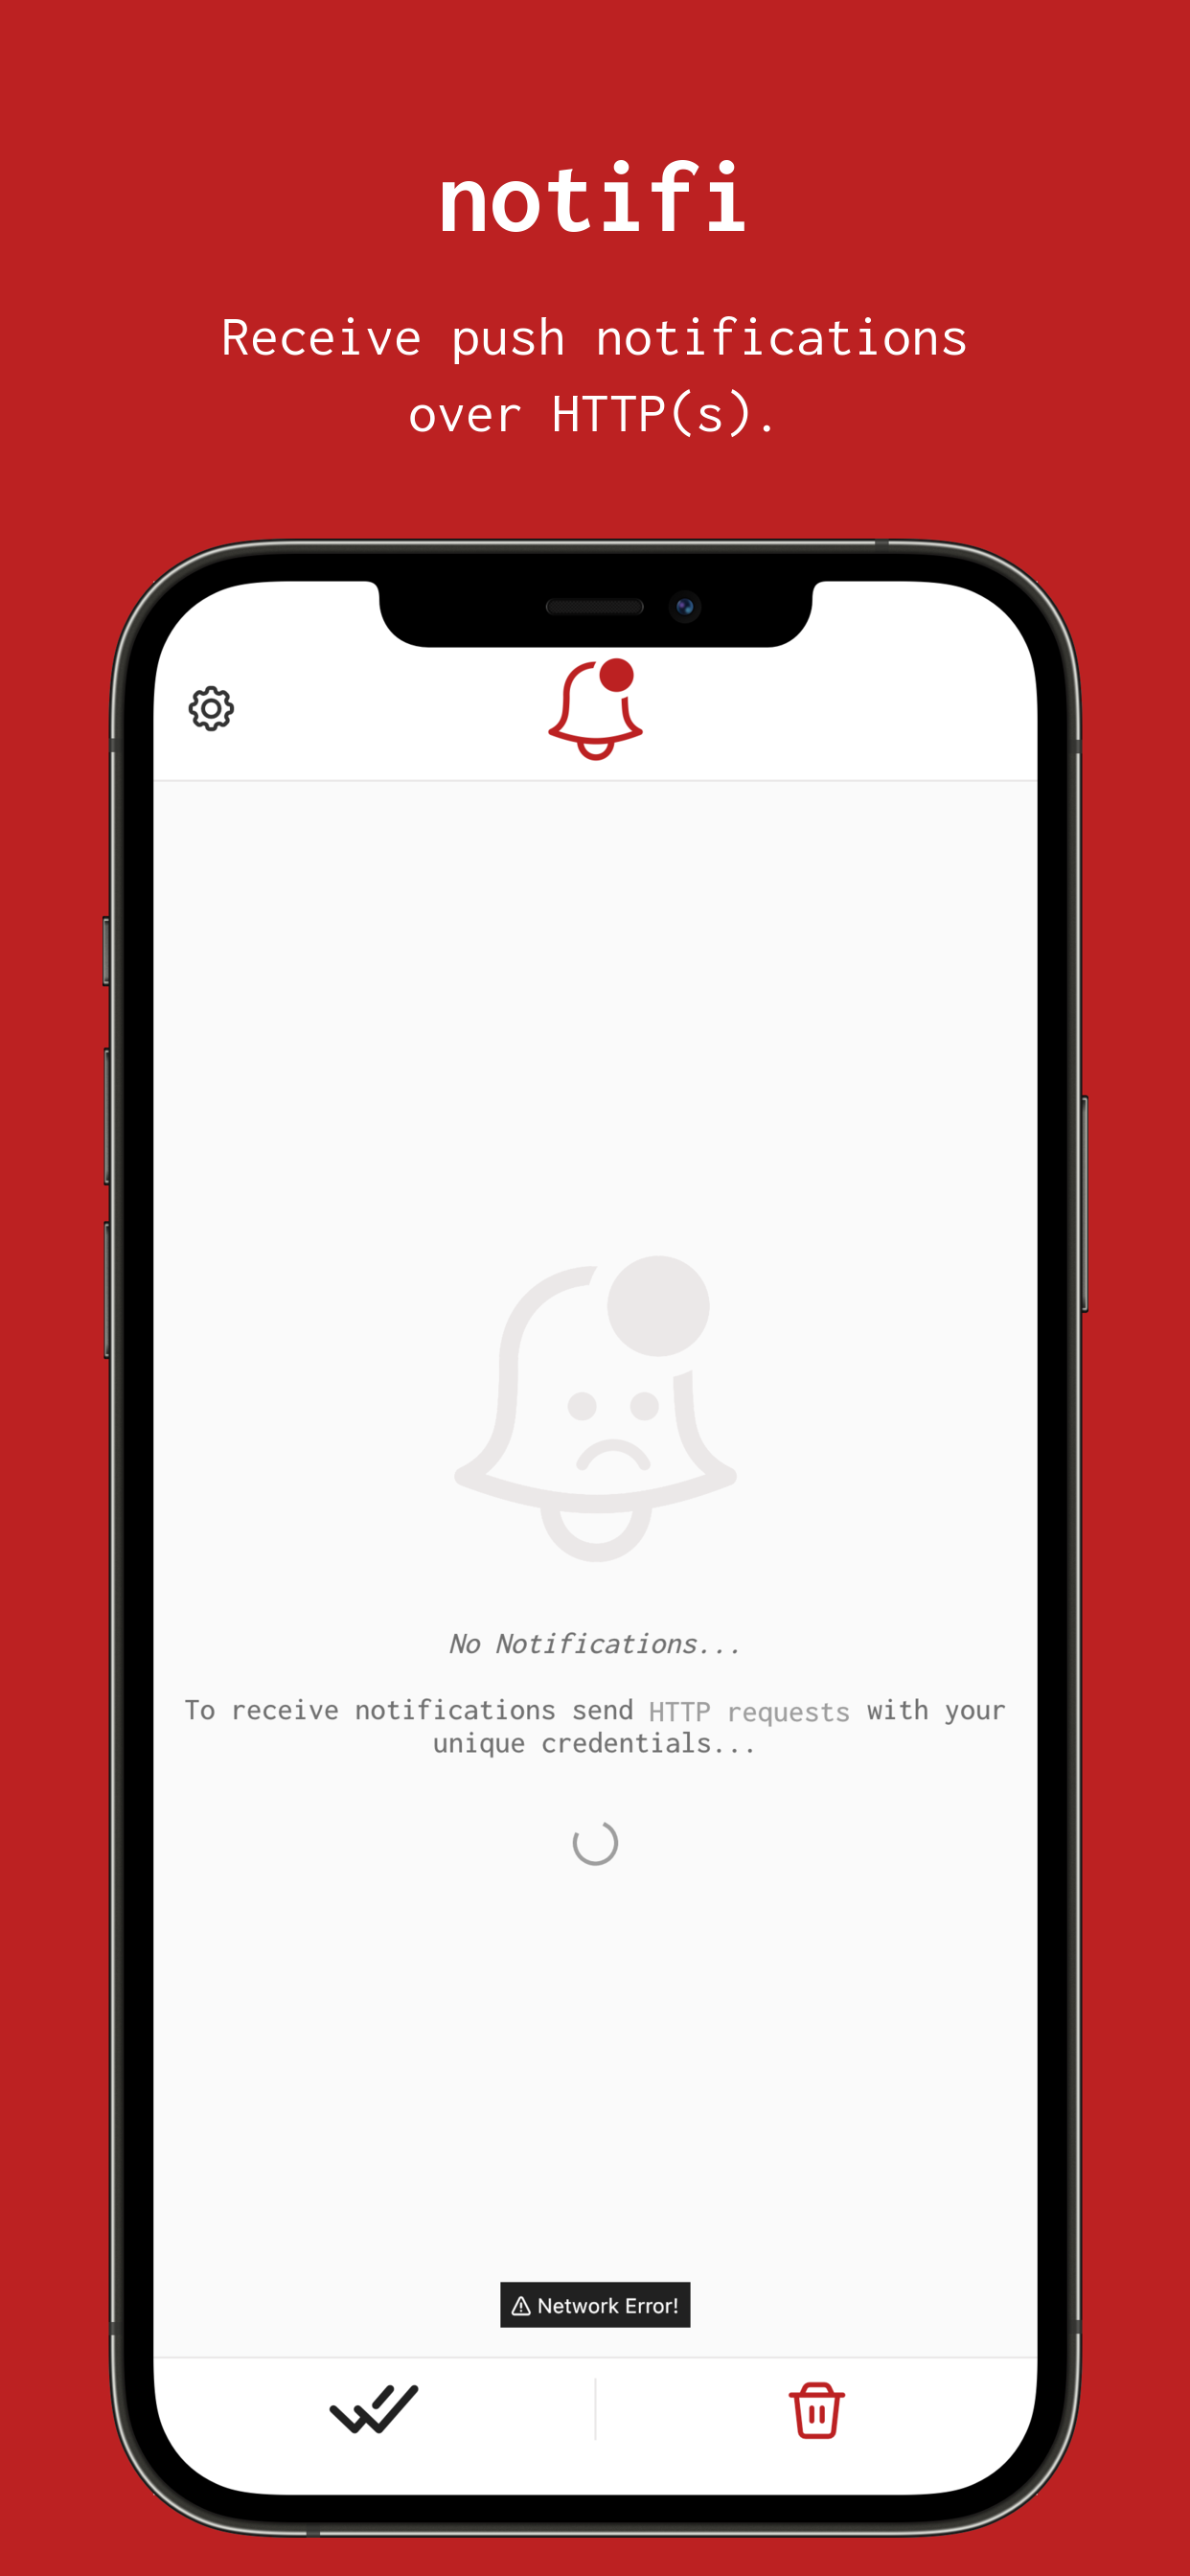 notifi
Receive push notifications
over HTTP(s).
No Notifications...
To receive notifications send HTTP requests with your
unique credentials...
Network Error!